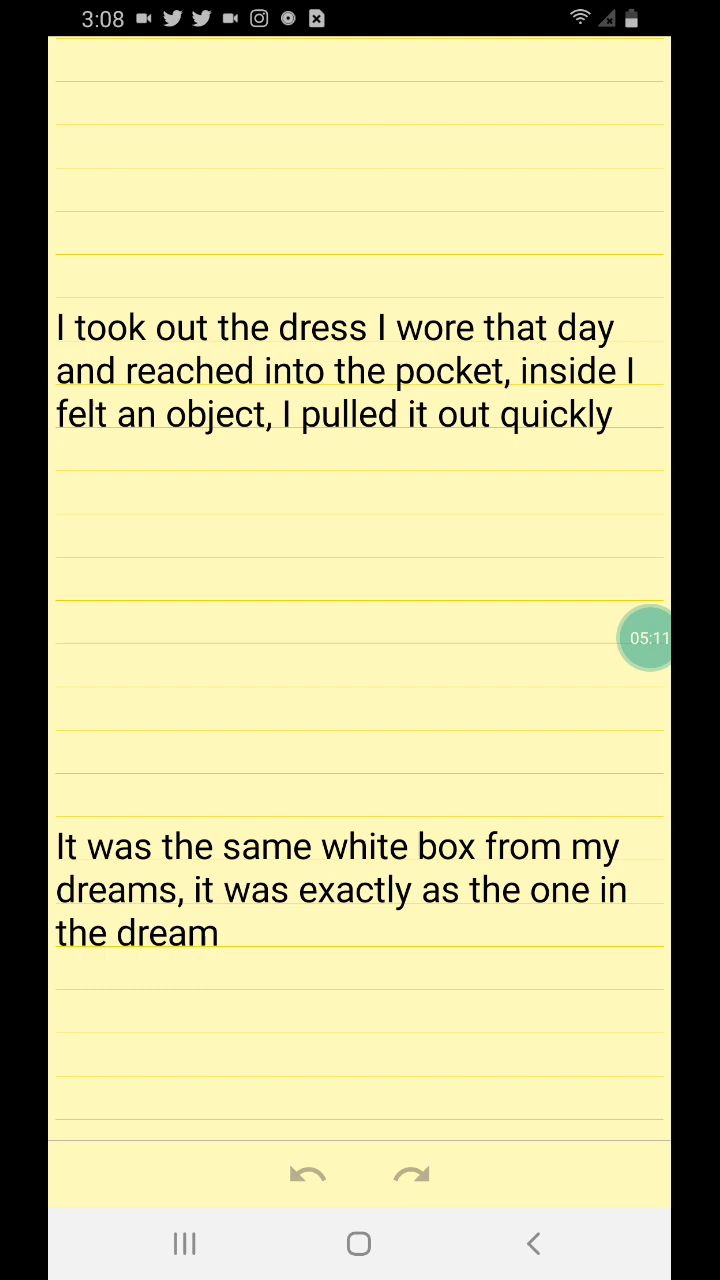 3:08
I took out the dress I wore that day
and reached into the pocket, inside I
felt an object, I pulled it out quickly
05:11
It was the same white box from my
dreams, it was exactly as the one in
the dream